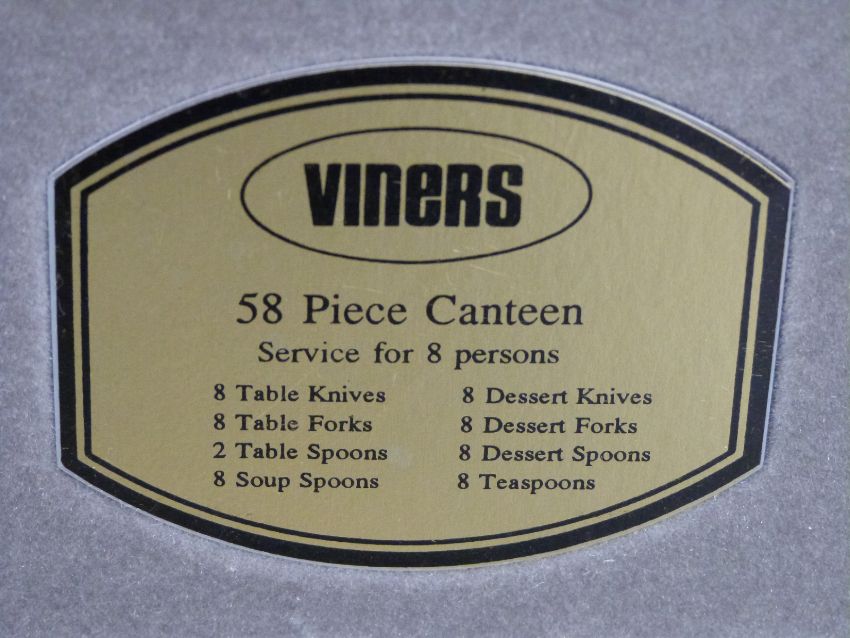 VINERS
58 Piece Canteen
Service for 8 persons
8 Table Knives 8 Dessert Knives
8 Table Forks 8 Dessert Forks
2 Table Spoons 8 Dessert Spoons
8 Soup Spoons 8 Teaspoons